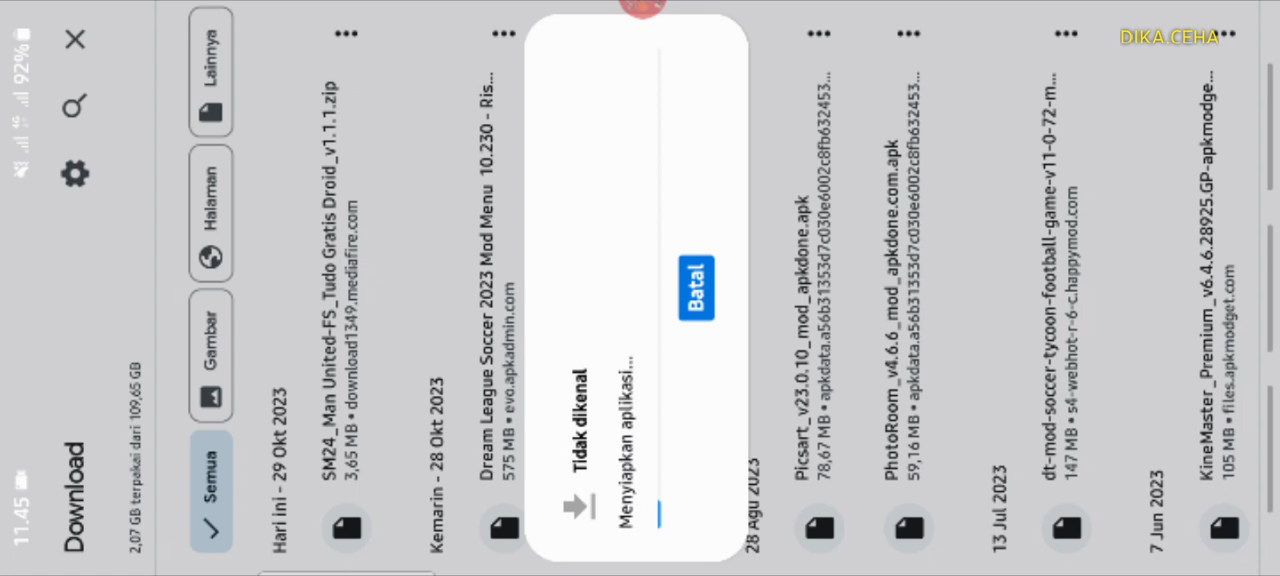 11.45
4G
92%
Download
2,07 GB terpakai dari 109,65 GB
Semua
Gambar
Halaman
Lainnya
Hari ini - 29 Okt 2023
SM24_Man United-FS_Tudo Gratis Droid_v1.1.1.zip
3,65 MB • download1349.mediafire.com
Kemarin - 28 Okt 2023
Dream League Soccer 2023 Mod Menu 10.230 - Ris...
575 MB • evo.apkadmin.com
Tidak dikenal
Menyiapkan aplikasi...
Batal
28 Agu 2023
Picsart_v23.0.10_mod_apkdone.apk
78,67 MB • apkdata.a56b31353d7c030e6002c8fb632453...
PhotoRoom_v4.6.6_mod_apkdone.com.apk
59,16 MB • apkdata.a56b31353d7c030e6002c8fb632453...
13 Jul 2023
dt-mod-soccer-tycoon-football-game-v11-0-72-m...
147 MB • s4-webhot-r-6-c.happymod.com
7 Jun 2023
KineMaster_Premium_v6.4.6.28925.GP-apkmodge...
105 MB • files.apkmodget.com
DIKA CEHA